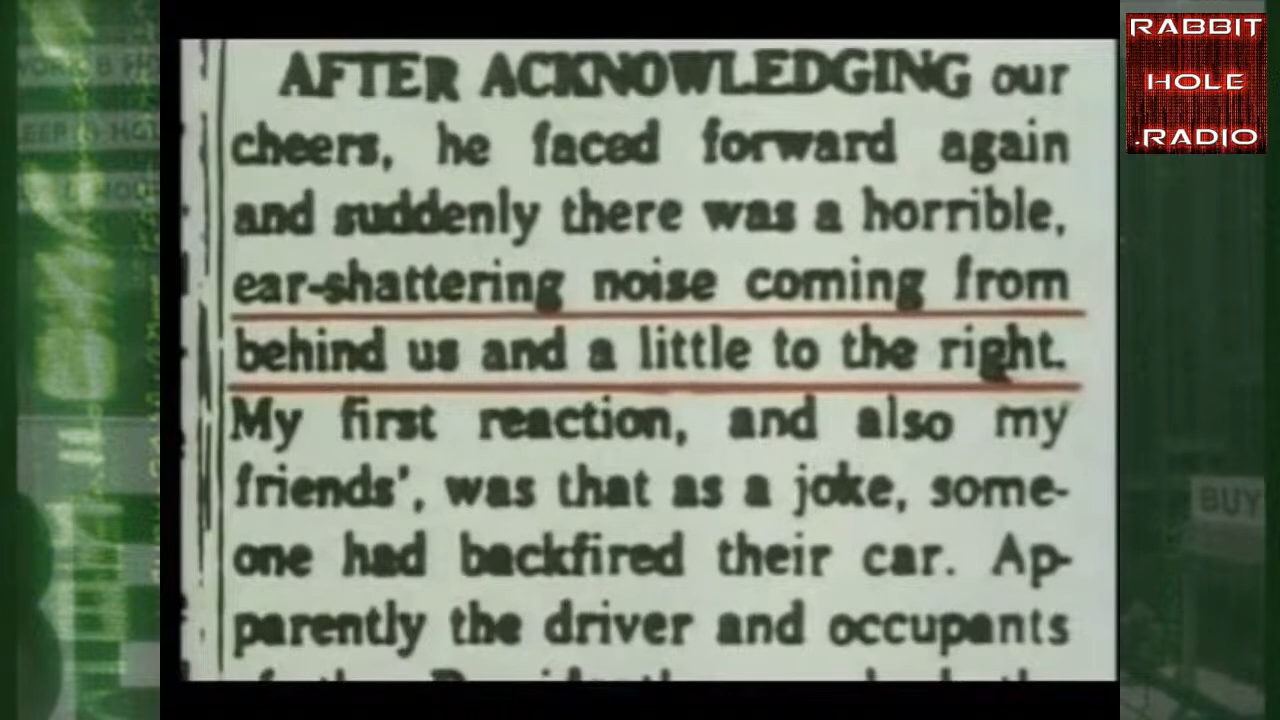 AFTER ACKNOWLEDGING our
cheers, he faced forward again
and suddenly there was a horrible,
ear-shattering noise coming from
behind us and a little to the right.
My first reaction, and also my
friends', was that as a joke, some-
one had backfired their car. Ap-
parently the driver and occupants
RABBIT
HOLE
.RADIO
BUY